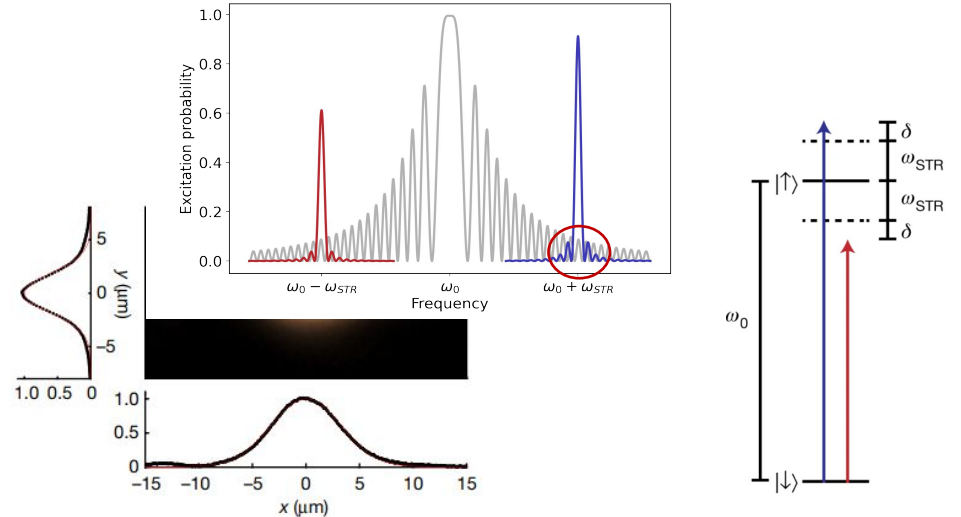 1.0
0.8
0.6
0.4
0.2
0.0
Excitation probability
ω₀ − ω_STR
ω₀
ω₀ + ω_STR
Frequency
5
0
−5
y (μm)
1.0 0.5 0
1.0
0.5
0
−15 −10 −5 0 5 10 15
x (μm)
δ
ω_STR
|↑⟩
ω_STR
δ
ω₀
|↓⟩